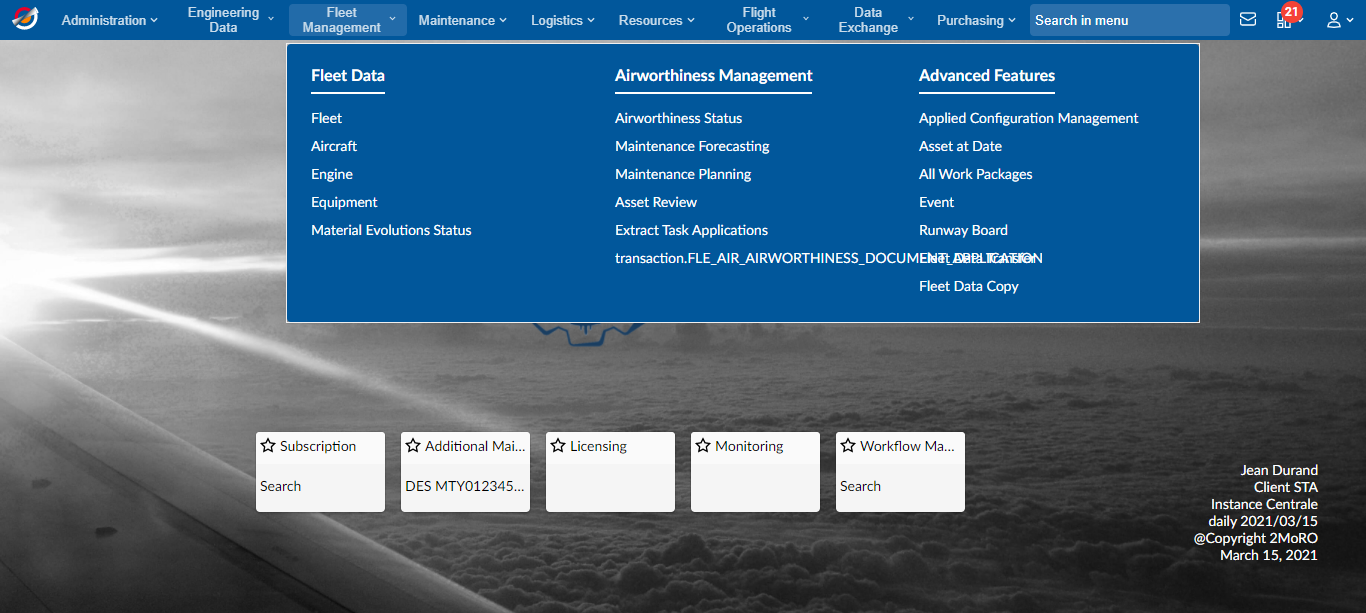 Administration
Engineering
Data
Fleet
Management
Maintenance
Logistics
Resources
Flight
Operations
Data
Exchange
Purchasing
Search in menu
21
Fleet Data
Fleet
Aircraft
Engine
Equipment
Material Evolutions Status
Airworthiness Management
Airworthiness Status
Maintenance Forecasting
Maintenance Planning
Asset Review
Extract Task Applications
transaction.FLE_AIR_AIRWORTHINESS_DOCUMENT_APPLICATION
Advanced Features
Applied Configuration Management
Asset at Date
All Work Packages
Event
Runway Board
Fleet Data Transfer
Fleet Data Copy
Subscription
Search
Additional Mai...
DES MTY012345...
Licensing
Monitoring
Workflow Ma...
Search
Jean Durand
Client STA
Instance Centrale
daily 2021/03/15
@Copyright 2MoRO
March 15, 2021